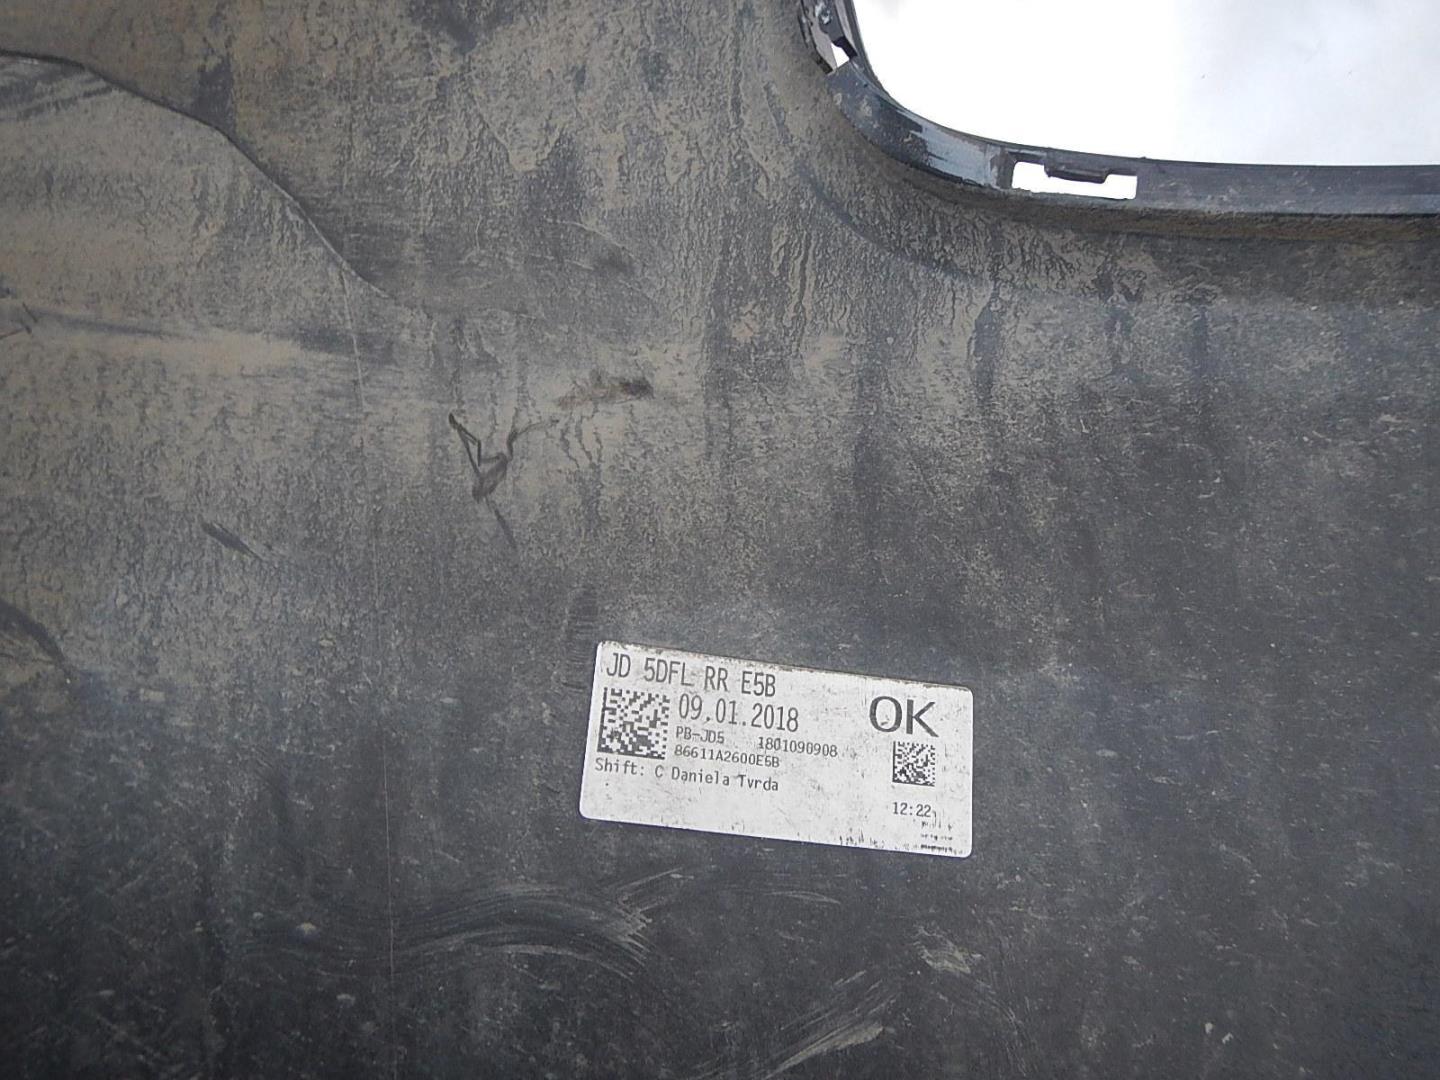 JD 5DFL RR E5B
OK
09.01.2018
PB-JD5 1801090908
86611A2600E5B
Shift: C Daniela Tvrda
12:22